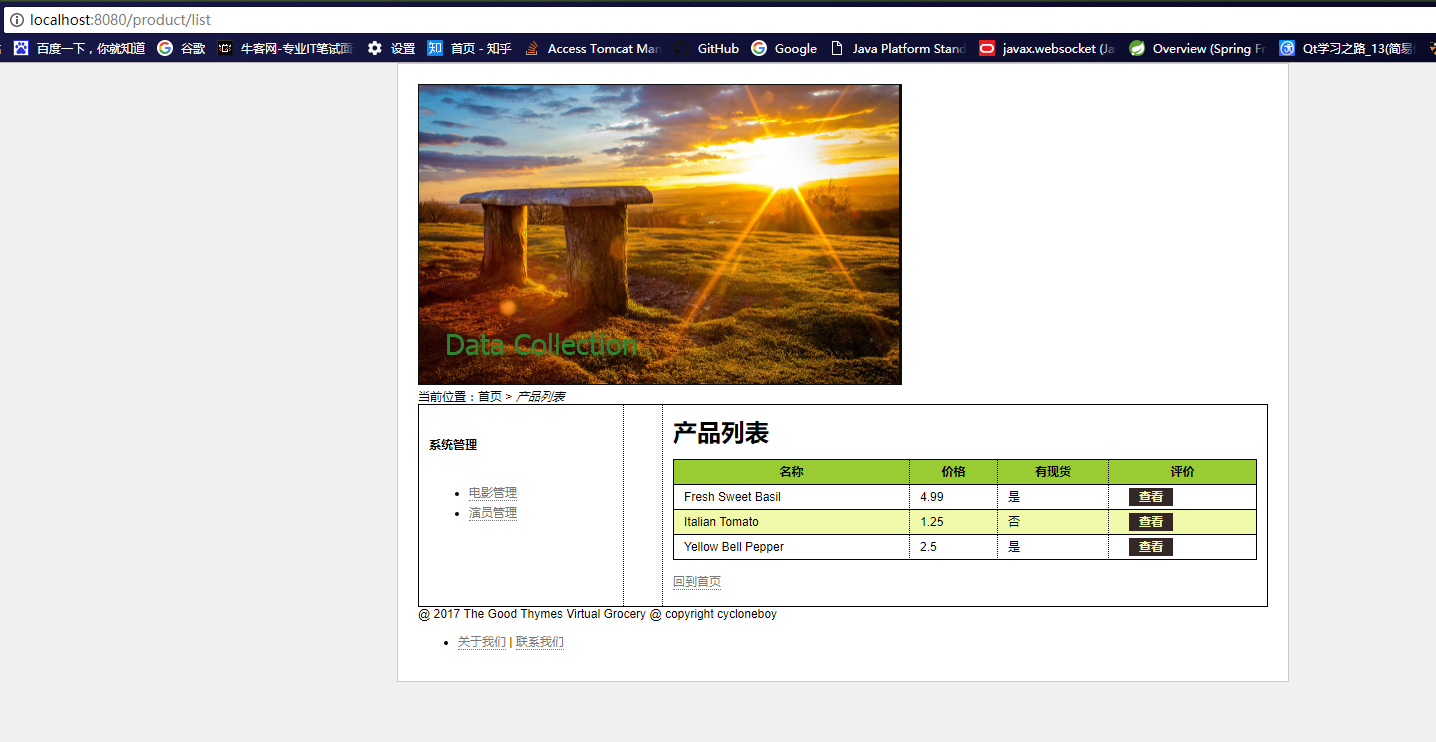 localhost:8080/product/list
百度一下，你就知道 谷歌 牛客网-专业IT笔试面 设置 首页 - 知乎 Access Tomcat Man GitHub Google Java Platform Stand javax.websocket (Ja Overview (Spring Fr Qt学习之路_13(简易
Data Collection
当前位置：首页 > 产品列表
系统管理
电影管理
演员管理
产品列表
名称 价格 有现货 评价
Fresh Sweet Basil 4.99 是 查看
Italian Tomato 1.25 否 查看
Yellow Bell Pepper 2.5 是 查看
回到首页
@ 2017 The Good Thymes Virtual Grocery @ copyright cycloneboy
关于我们 | 联系我们